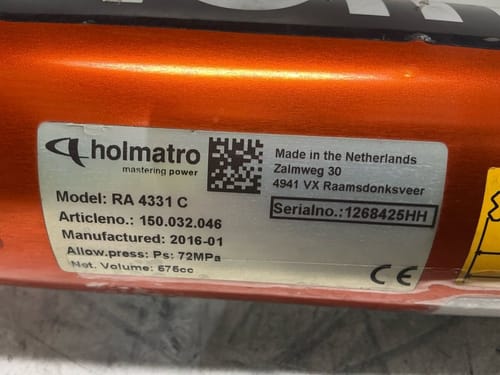 holmatro
mastering power
Made in the Netherlands
Zalmweg 30
4941 VX Raamsdonksveer
Serialno.: 1268425HH
Model: RA 4331 C
Articleno.: 150.032.046
Manufactured: 2016-01
Allow.press: Ps: 72MPa
Net. Volume: 575cc
CE